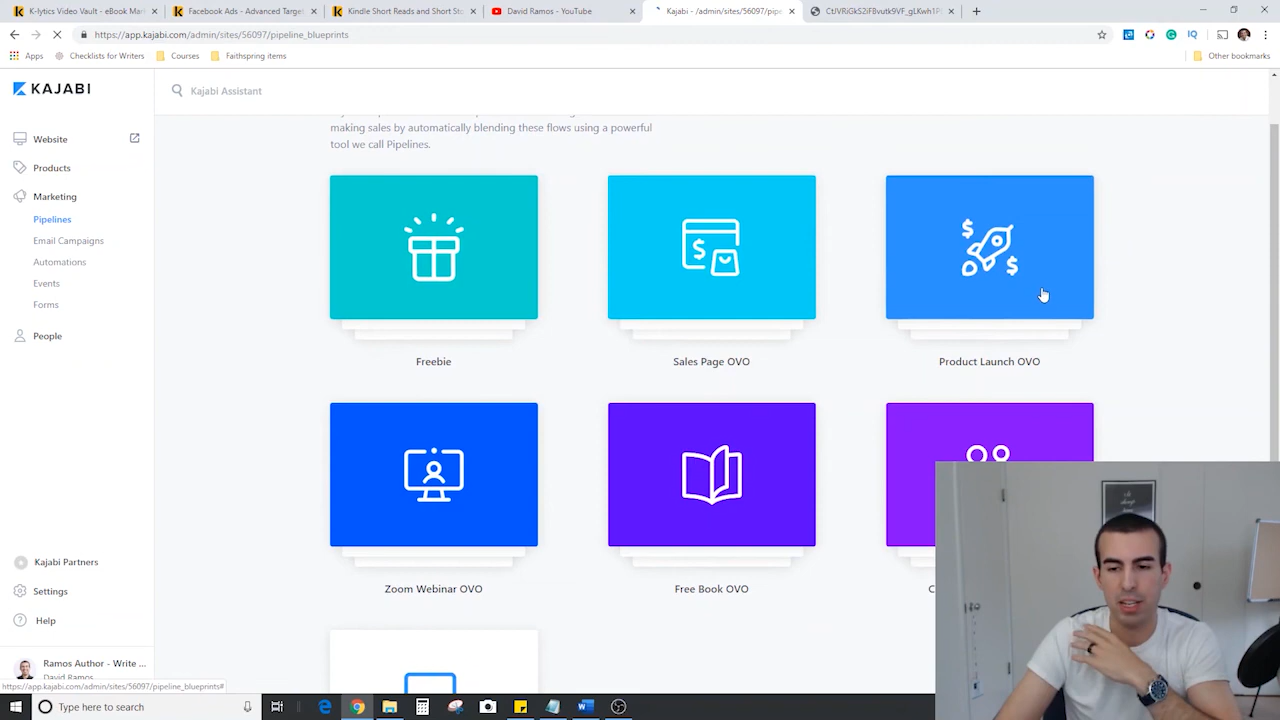 K-lytics Video Vault - eBook Mark
Facebook Ads - Advanced Target
Kindle Short Reads and Short Sto
David Ramos - YouTube
Kajabi - /admin/sites/56097/pipe
https://app.kajabi.com/admin/sites/56097/pipeline_blueprints
Apps
Checklists for Writers
Courses
Faithspring items
Other bookmarks
KAJABI
Kajabi Assistant
making sales by automatically blending these flows using a powerful
tool we call Pipelines.
Website
Products
Marketing
Pipelines
Email Campaigns
Automations
Events
Forms
People
Freebie
Sales Page OVO
Product Launch OVO
Zoom Webinar OVO
Free Book OVO
C
Kajabi Partners
Settings
Help
Ramos Author - Write ...
David Ramos
https://app.kajabi.com/admin/sites/56097/pipeline_blueprints#
Type here to search